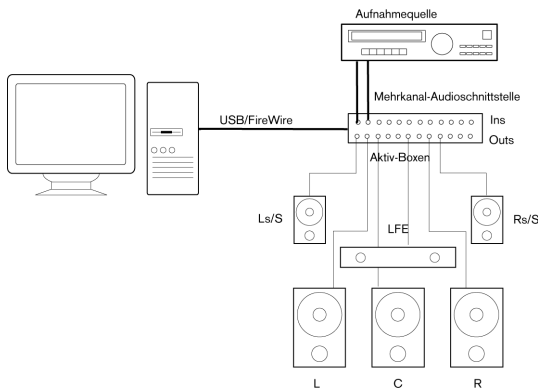 Aufnahmequelle
Mehrkanal-Audioschnittstelle
USB/FireWire
Ins
Outs
Aktiv-Boxen
Ls/S
LFE
Rs/S
L
C
R